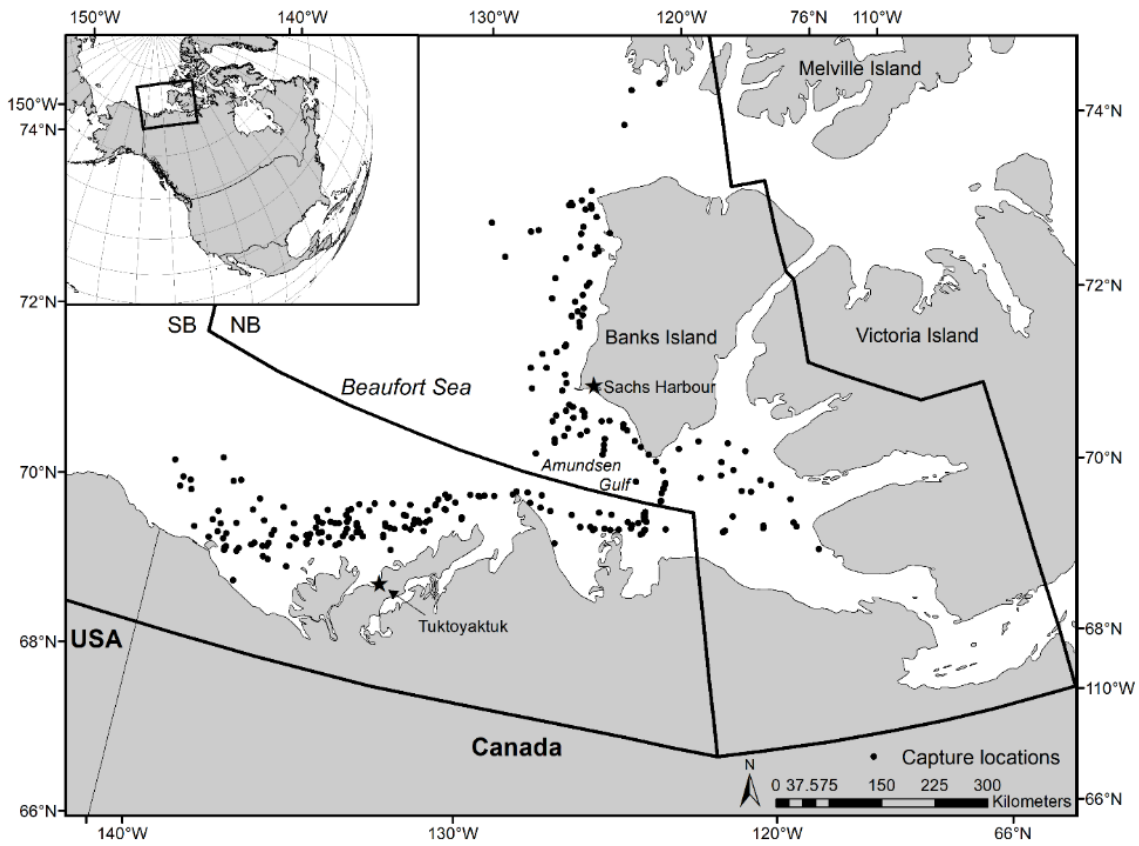 150°W 140°W 130°W 120°W 76°N 110°W
Melville Island
150°W
74°N
74°N
72°N
72°N
SB NB
Banks Island
Victoria Island
Beaufort Sea
Sachs Harbour
70°N
Amundsen
Gulf
70°N
Tuktoyaktuk
68°N
USA
68°N
110°W
Canada
Capture locations
N
0 37.575 150 225 300
Kilometers
66°N
66°N
140°W 130°W 120°W 66°N